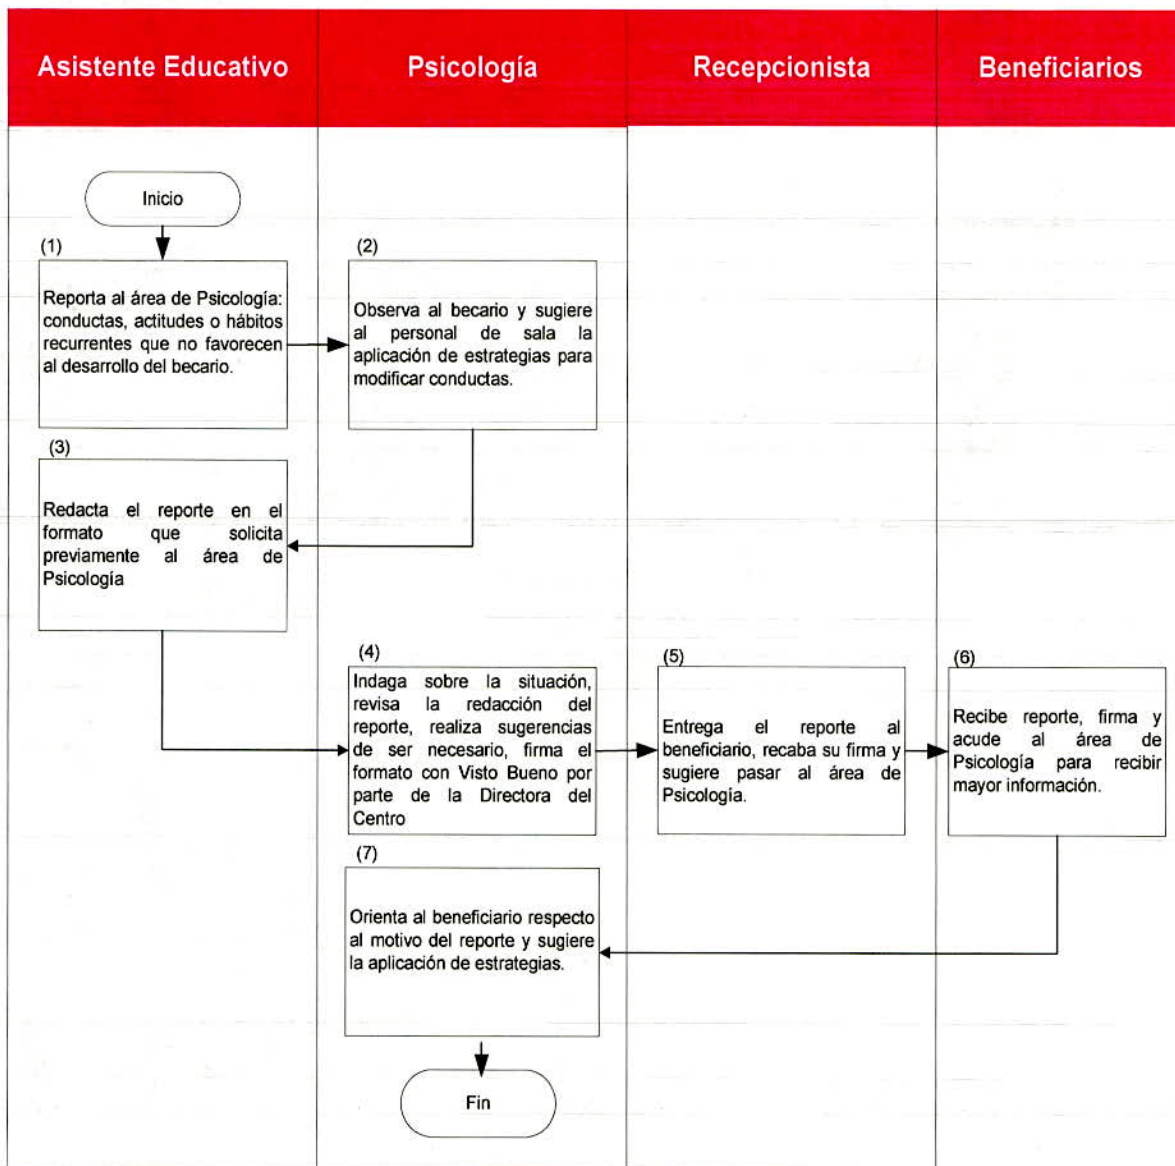 Asistente Educativo
Psicología
Recepcionista
Beneficiarios
Inicio
(1)
Reporta al área de Psicología:
conductas, actitudes o hábitos
recurrentes que no favorecen
al desarrollo del becario.
(2)
Observa al becario y sugiere
al personal de sala la
aplicación de estrategias para
modificar conductas.
(3)
Redacta el reporte en el
formato que solicita
previamente al área de
Psicología
(4)
Indaga sobre la situación,
revisa la redacción del
reporte, realiza sugerencias
de ser necesario, firma el
formato con Visto Bueno por
parte de la Directora del
Centro
(5)
Entrega el reporte al
beneficiario, recaba su firma y
sugiere pasar al área de
Psicología.
(6)
Recibe reporte, firma y
acude al área de
Psicología para recibir
mayor información.
(7)
Orienta al beneficiario respecto
al motivo del reporte y sugiere
la aplicación de estrategias.
Fin